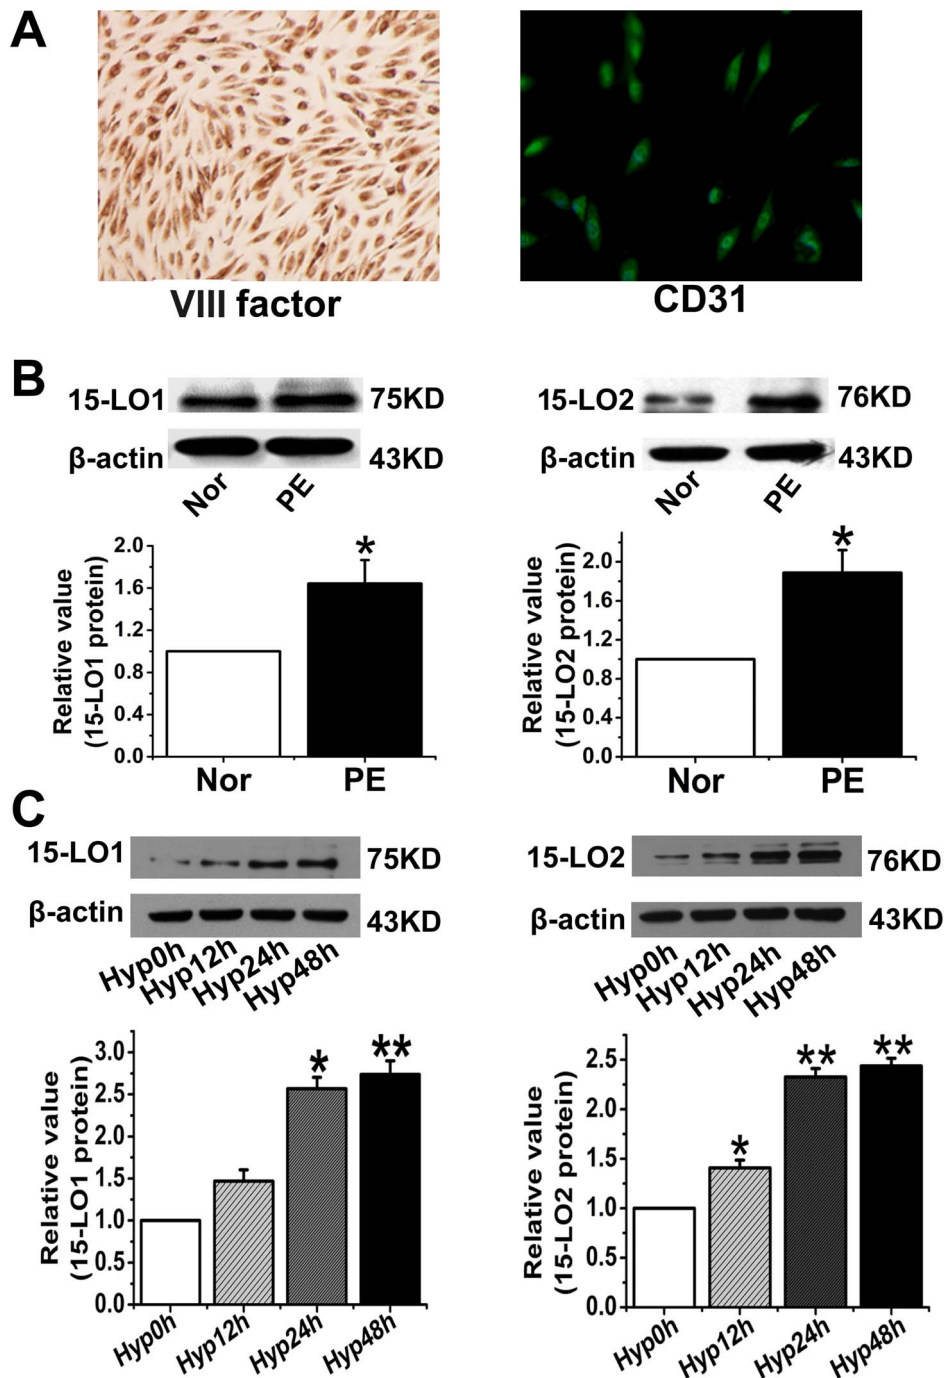 A
VIII factor
CD31
B
15-LO1
75KD
β-actin
43KD
Nor
PE
15-LO2
76KD
β-actin
43KD
Nor
PE
Relative value
(15-LO1 protein)
2.0
1.6
1.2
0.8
0.4
0.0
*
Nor
PE
Relative value
(15-LO2 protein)
2.0
1.6
1.2
0.8
0.4
0.0
*
Nor
PE
C
15-LO1
75KD
β-actin
43KD
Hyp0h
Hyp12h
Hyp24h
Hyp48h
15-LO2
76KD
β-actin
43KD
Hyp0h
Hyp12h
Hyp24h
Hyp48h
Relative value
(15-LO1 protein)
3.0
2.5
2.0
1.5
1.0
0.5
0.0
*
**
Hyp0h
Hyp12h
Hyp24h
Hyp48h
Relative value
(15-LO2 protein)
2.5
2.0
1.5
1.0
0.5
0.0
*
**
**
Hyp0h
Hyp12h
Hyp24h
Hyp48h